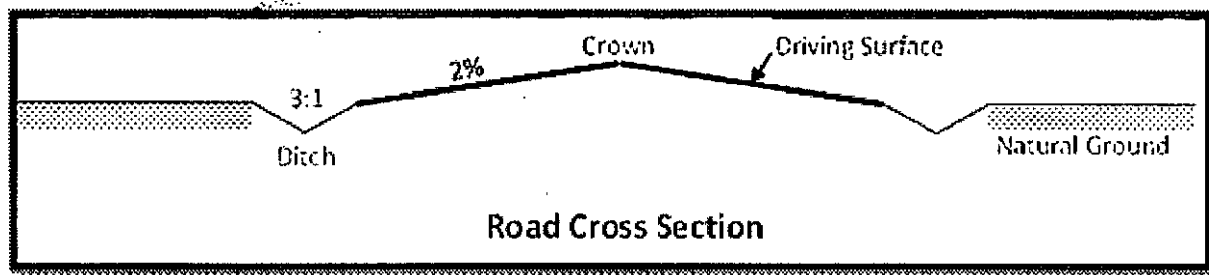 Crown
Driving Surface
2%
3:1
Ditch
Natural Ground
Road Cross Section